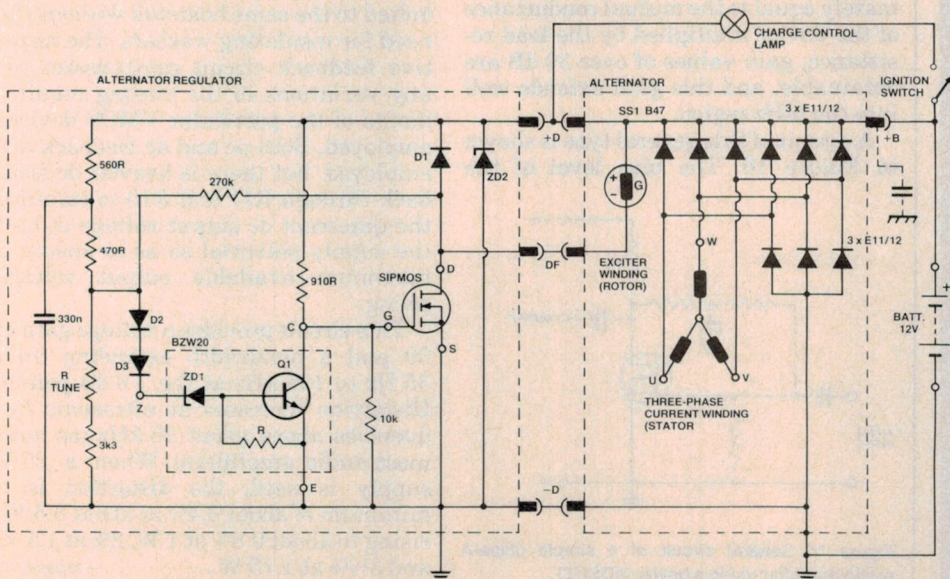 CHARGE CONTROL
LAMP
ALTERNATOR REGULATOR
ALTERNATOR
IGNITION
SWITCH
+D
SS1 B47
3 x E11/12
+B
560R
D1
ZD2
270k
+
G
470R
W
3 x E11/12
DF
EXCITER
WINDING
(ROTOR)
910R
SIPMOS
D
G
S
330n
D2
BZW20
C
BATT.
12V
+
D3
ZD1
Q1
R
TUNE
U
V
THREE-PHASE
CURRENT WINDING
(STATOR
R
10k
3k3
E
-D